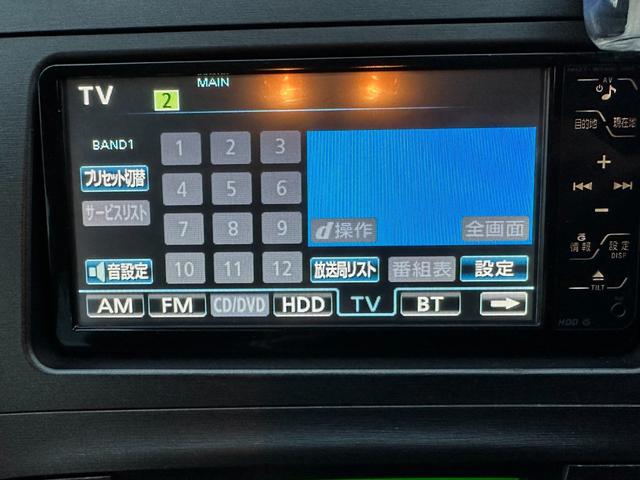 MAIN
TV 2
AV
BAND1 1 2 3
目的地 現在地
プリセット切替 4 5 6
サービスリスト
7 8 9 d操作 全画面
情報 設定
DISP
音設定 10 11 12 放送局リスト 番組表 設定
TILT
AM FM CD/DVD HDD TV BT
HDD